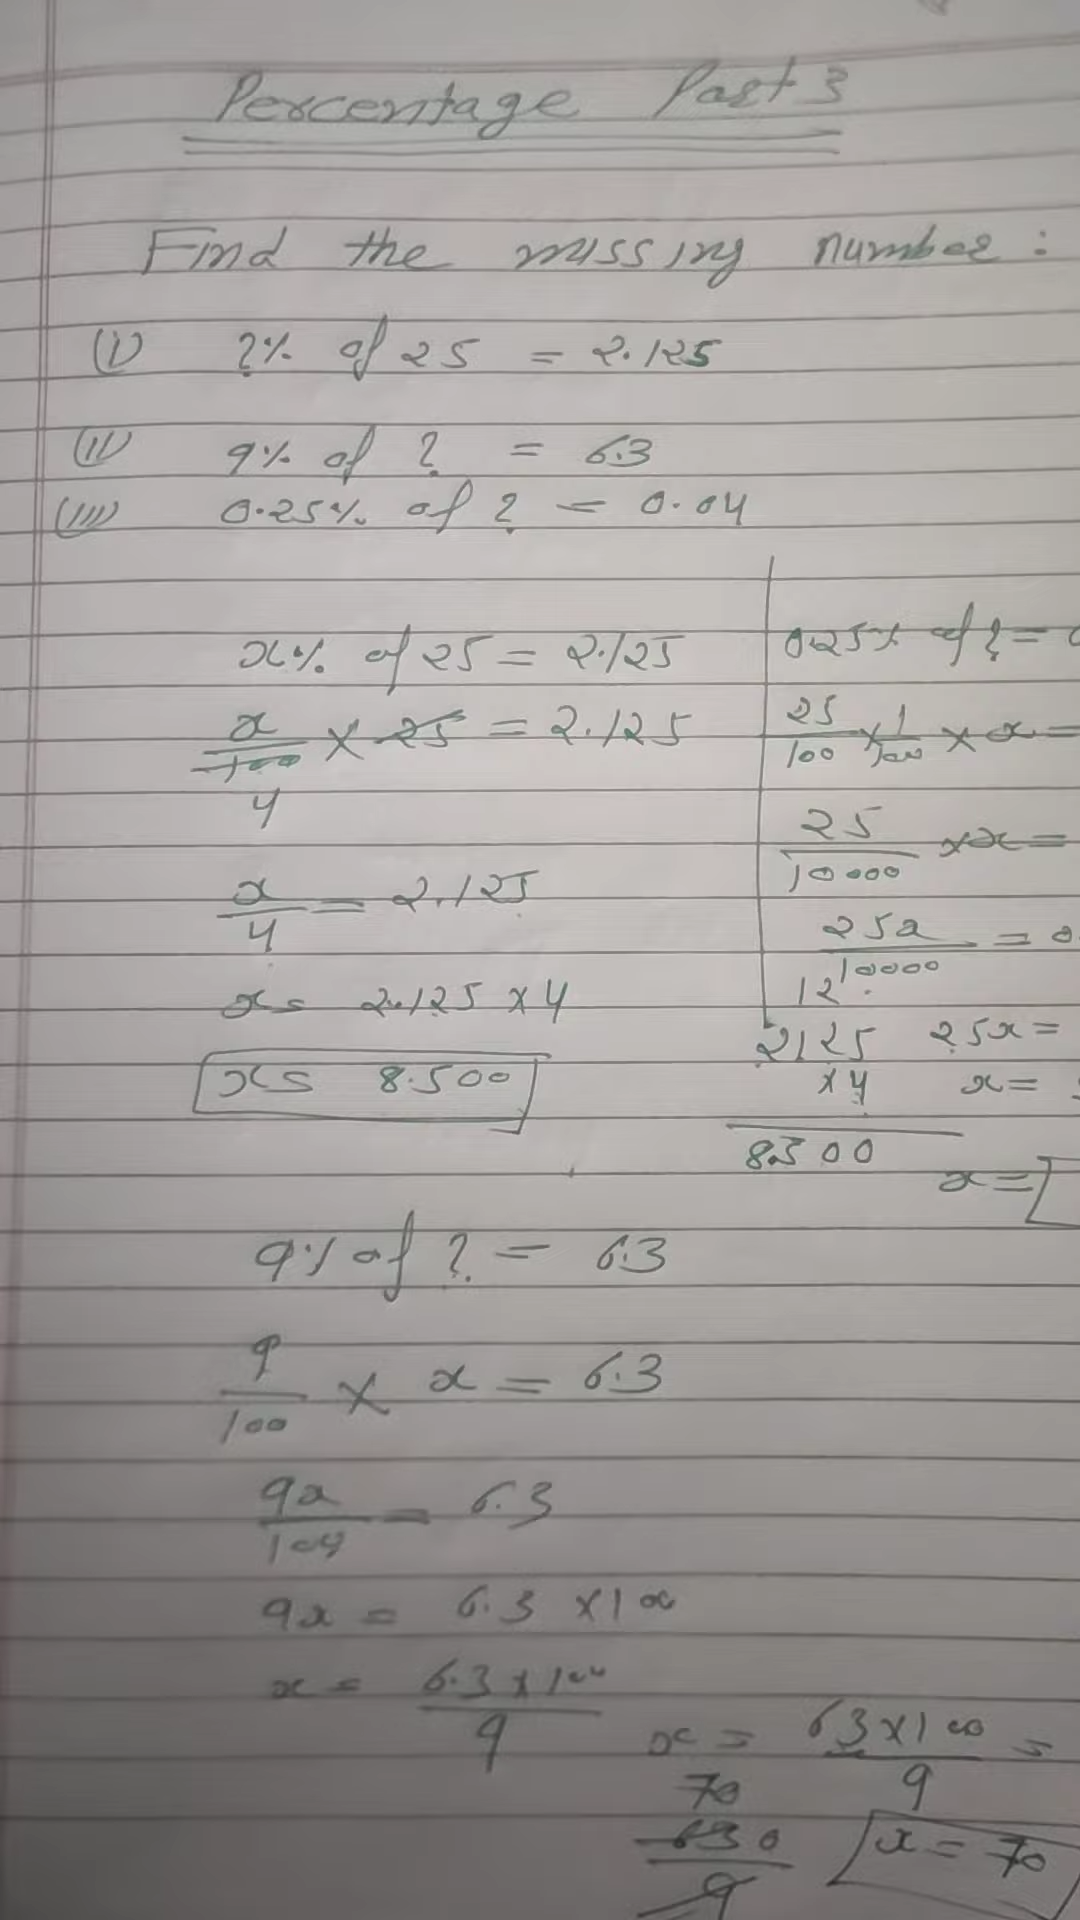 Percentage Part 3
Find the missing number:
(i) ?% of 25 = 2.125
(ii) 9% of ? = 6.3
(iii) 0.25% of ? = 0.04
x% of 25 = 2.125
x/100 × 25 = 2.125
4
x/4 = 2.125
x = 2.125 × 4
x = 8.500
0.25% of ? =
25/100 × 1/100 × x =
25/10000 × x =
25x/10000 = 0.
12
2125
×4
8.500
25x =
x =
x =
9% of ? = 6.3
9/100 × x = 6.3
9x/100 = 6.3
9x = 6.3 × 100
x = 6.3 × 100/9
x = 63 × 100/9 =
70
630/9
x = 70